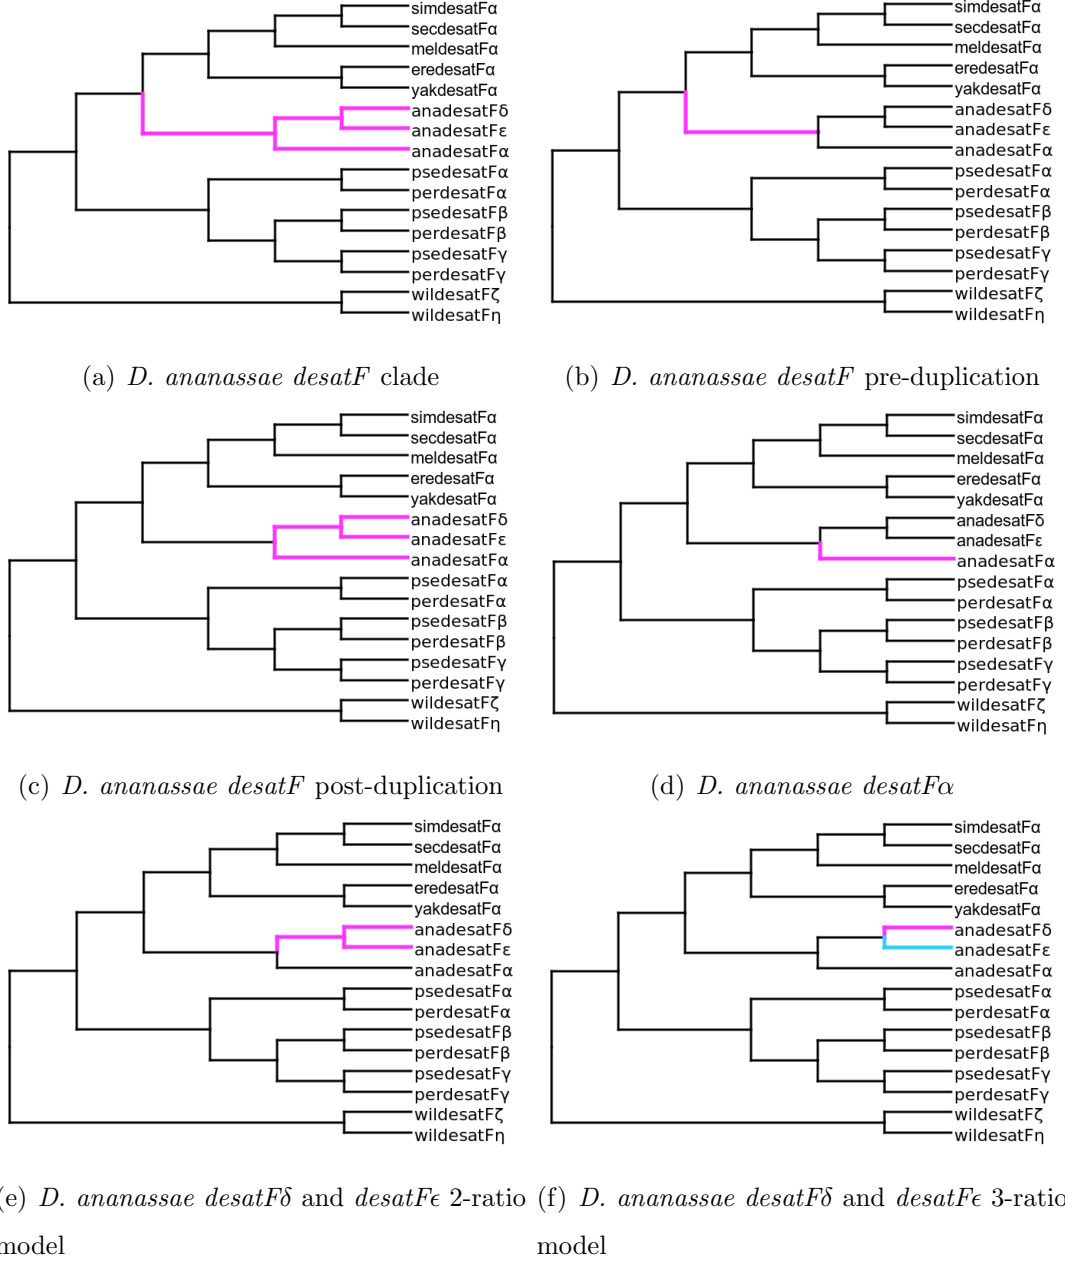 simdesatFα
secdesatFα
meldesatFα
eredesatFα
yakdesatFα
anadesatFδ
anadesatFε
anadesatFα
psedesatFα
perdesatFα
psedesatFβ
perdesatFβ
psedesatFγ
perdesatFγ
wildesatFζ
wildesatFη
(a) D. ananassae desatF clade
simdesatFα
secdesatFα
meldesatFα
eredesatFα
yakdesatFα
anadesatFδ
anadesatFε
anadesatFα
psedesatFα
perdesatFα
psedesatFβ
perdesatFβ
psedesatFγ
perdesatFγ
wildesatFζ
wildesatFη
(b) D. ananassae desatF pre-duplication
simdesatFα
secdesatFα
meldesatFα
eredesatFα
yakdesatFα
anadesatFδ
anadesatFε
anadesatFα
psedesatFα
perdesatFα
psedesatFβ
perdesatFβ
psedesatFγ
perdesatFγ
wildesatFζ
wildesatFη
(c) D. ananassae desatF post-duplication
simdesatFα
secdesatFα
meldesatFα
eredesatFα
yakdesatFα
anadesatFδ
anadesatFε
anadesatFα
psedesatFα
perdesatFα
psedesatFβ
perdesatFβ
psedesatFγ
perdesatFγ
wildesatFζ
wildesatFη
(d) D. ananassae desatFα
simdesatFα
secdesatFα
meldesatFα
eredesatFα
yakdesatFα
anadesatFδ
anadesatFε
anadesatFα
psedesatFα
perdesatFα
psedesatFβ
perdesatFβ
psedesatFγ
perdesatFγ
wildesatFζ
wildesatFη
(e) D. ananassae desatFδ and desatFϵ 2-ratio
model
simdesatFα
secdesatFα
meldesatFα
eredesatFα
yakdesatFα
anadesatFδ
anadesatFε
anadesatFα
psedesatFα
perdesatFα
psedesatFβ
perdesatFβ
psedesatFγ
perdesatFγ
wildesatFζ
wildesatFη
(f) D. ananassae desatFδ and desatFϵ 3-ratio
model